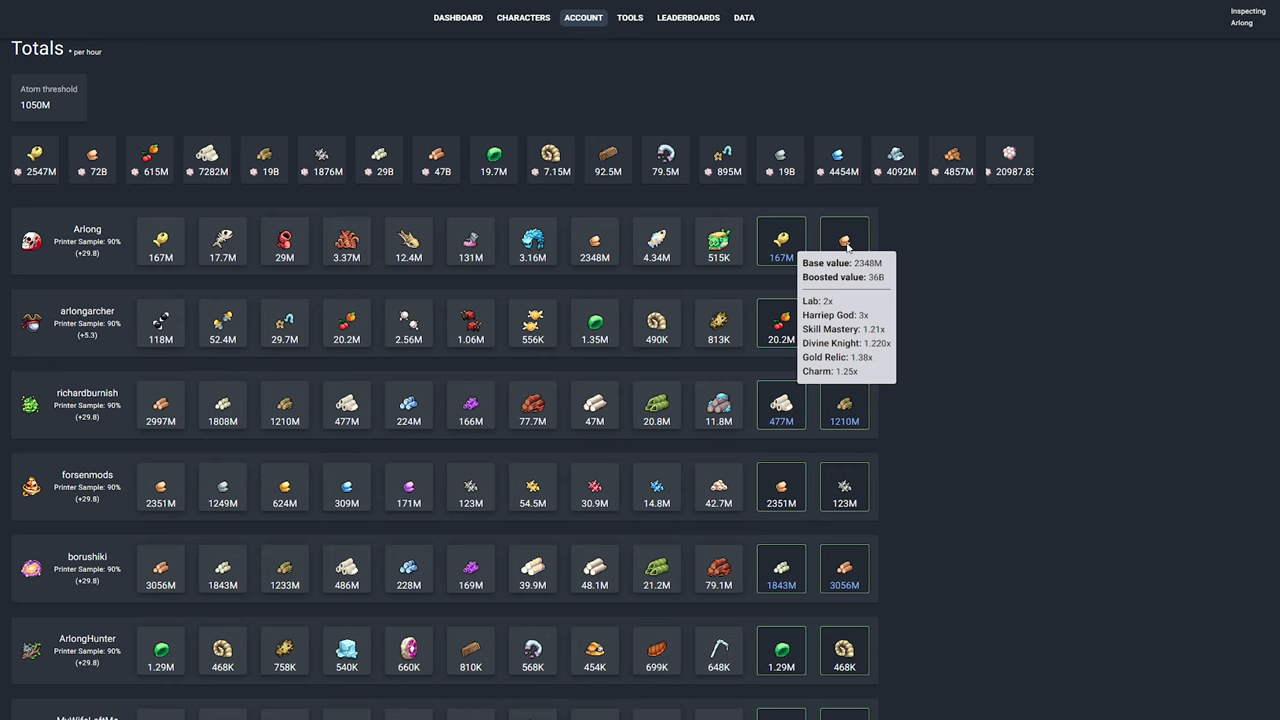 DASHBOARD CHARACTERS ACCOUNT TOOLS LEADERBOARDS DATA
Inspecting
Arlong
Totals * per hour
Atom threshold
1050M
2547M 72B 615M 7282M 19B 1876M 29B 47B 19.7M 7.15M 92.5M 79.5M 895M 19B 4454M 4092M 4857M 20987.83
Arlong
Printer Sample: 90%
(+29.8)
167M 17.7M 29M 3.37M 12.4M 131M 3.16M 2348M 4.34M 515K 167M
Base value: 2348M
Boosted value: 36B
Lab: 2x
Harriep God: 3x
Skill Mastery: 1.21x
Divine Knight: 1.220x
Gold Relic: 1.38x
Charm: 1.25x
arlongarcher
Printer Sample: 90%
(+5.3)
118M 52.4M 29.7M 20.2M 2.56M 1.06M 556K 1.35M 490K 813K 20.2M
richardburnish
Printer Sample: 90%
(+29.8)
2997M 1808M 1210M 477M 224M 166M 77.7M 47M 20.8M 11.8M 477M 1210M
forsenmods
Printer Sample: 90%
(+29.8)
2351M 1249M 624M 309M 171M 123M 54.5M 30.9M 14.8M 42.7M 2351M 123M
borushiki
Printer Sample: 90%
(+29.8)
3056M 1843M 1233M 486M 228M 169M 39.9M 48.1M 21.2M 79.1M 1843M 3056M
ArlongHunter
Printer Sample: 90%
(+29.8)
1.29M 468K 758K 540K 660K 810K 568K 454K 699K 648K 1.29M 468K